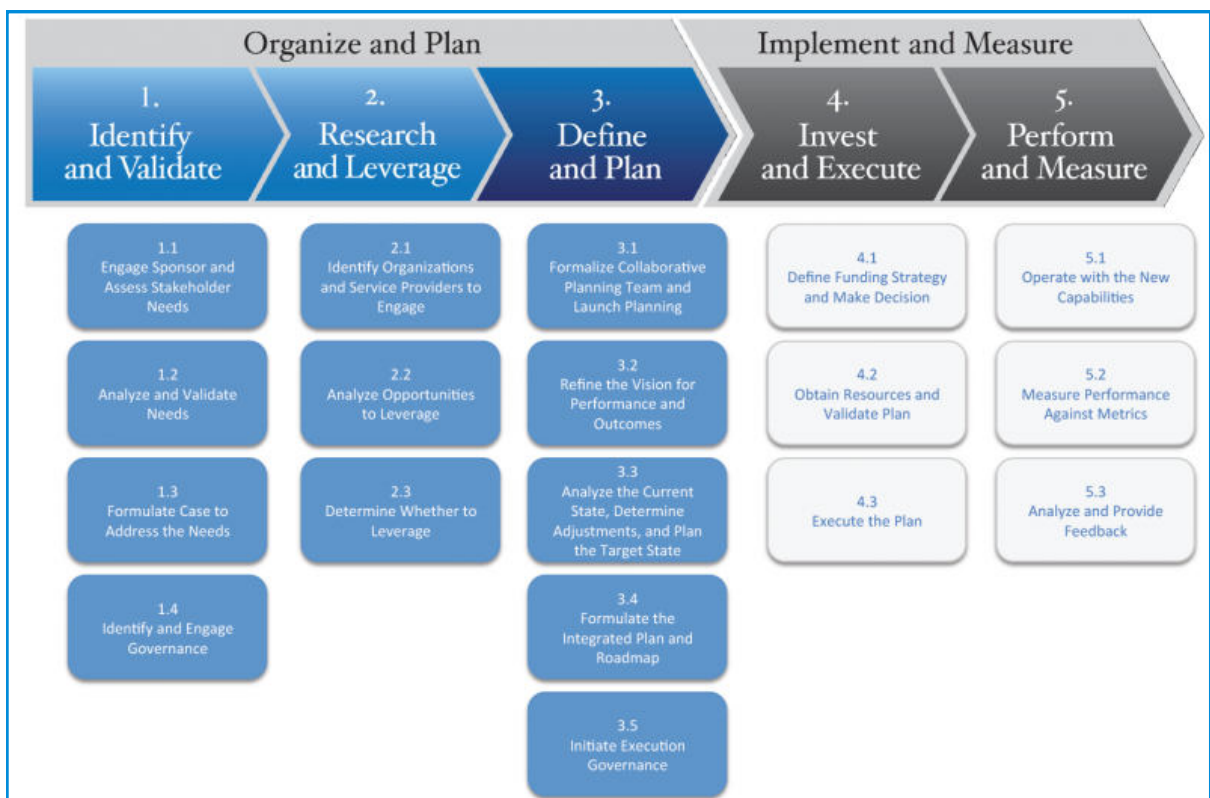 Organize and Plan
Implement and Measure
1.
Identify
and Validate
2.
Research
and Leverage
3.
Define
and Plan
4.
Invest
and Execute
5.
Perform
and Measure
1.1
Engage Sponsor and
Assess Stakeholder
Needs
1.2
Analyze and Validate
Needs
1.3
Formulate Case to
Address the Needs
1.4
Identify and Engage
Governance
2.1
Identify Organizations
and Service Providers to
Engage
2.2
Analyze Opportunities
to Leverage
2.3
Determine Whether to
Leverage
3.1
Formalize Collaborative
Planning Team and
Launch Planning
3.2
Refine the Vision for
Performance and
Outcomes
3.3
Analyze the Current
State, Determine
Adjustments, and Plan
the Target State
3.4
Formulate the
Integrated Plan and
Roadmap
3.5
Initiate Execution
Governance
4.1
Define Funding Strategy
and Make Decision
4.2
Obtain Resources and
Validate Plan
4.3
Execute the Plan
5.1
Operate with the New
Capabilities
5.2
Measure Performance
Against Metrics
5.3
Analyze and Provide
Feedback